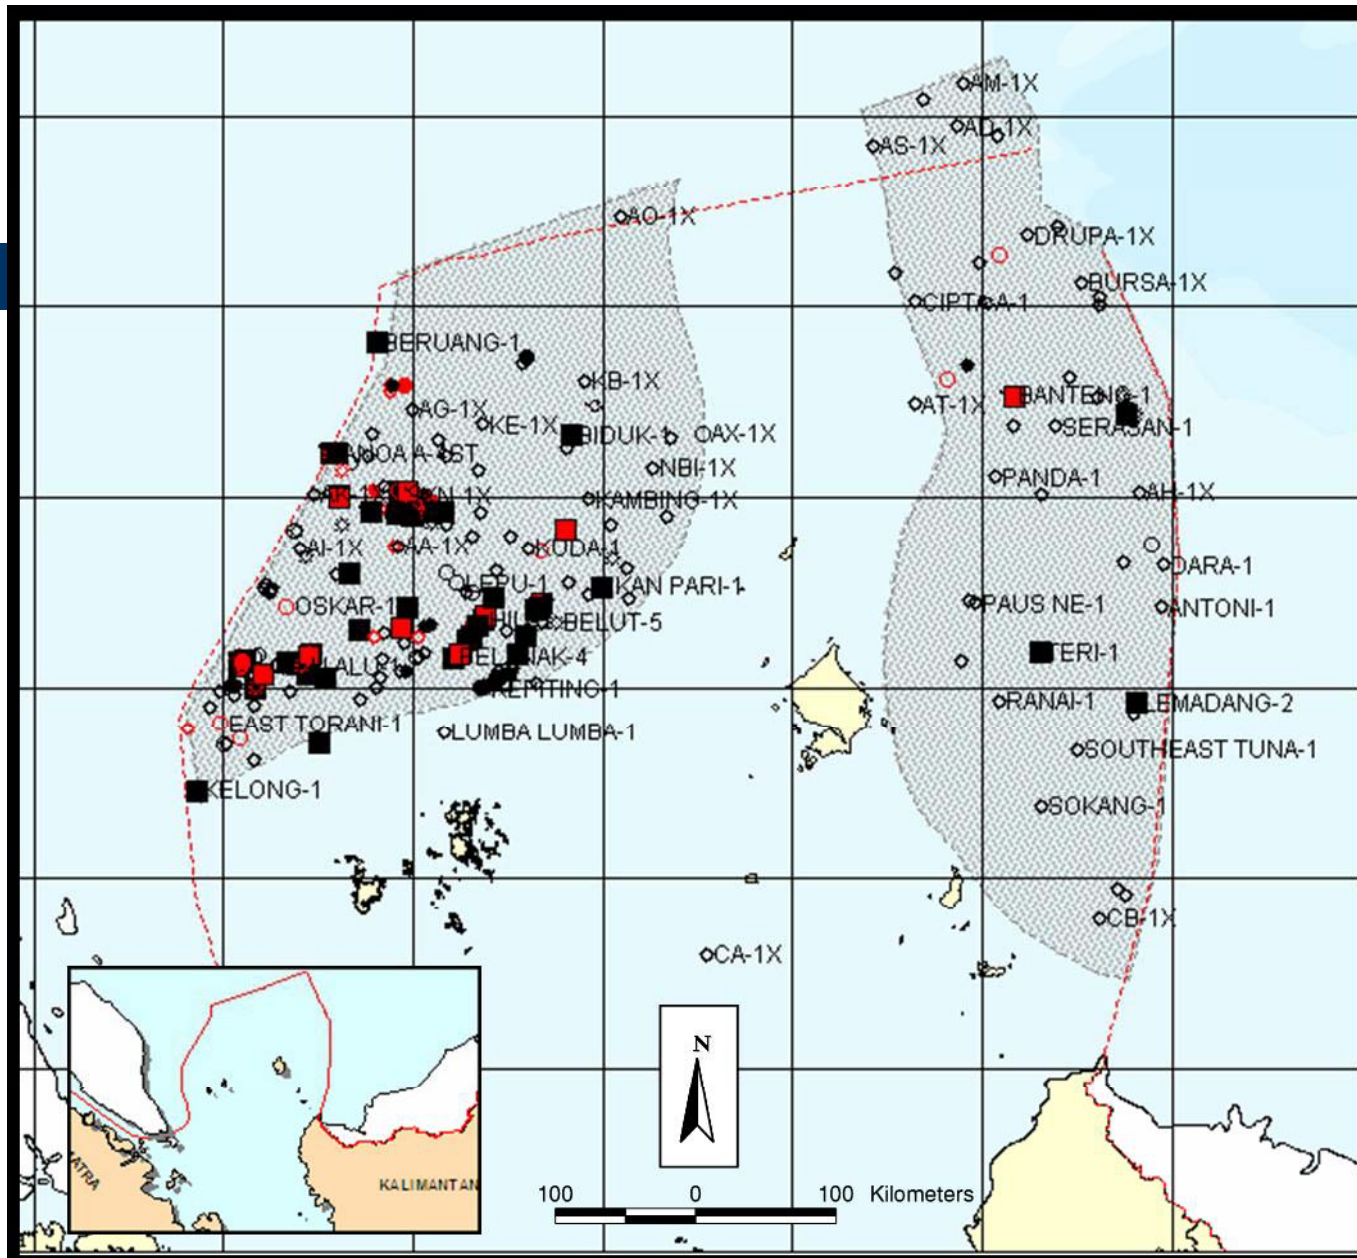 AM-1X
AD-1X
AS-1X
AO-1X
DRUPA-1X
BURSA-1X
BERUANG-1
KB-1X
BANTENG-1
AG-1X
AT-1X
KE-1X
BIDUK-1
AX-1X
SERASAN-1
NBI-1X
PANDA-1
KAMBING-1X
AH-1X
AI-1X
AA-1X
KUDA-1
DARA-1
LEPU-1
KAN PARI-1
OSKAR-1
PAUS NE-1
ANTONI-1
BELUT-5
TERI-1
NAK-4
KEPITING-1
RANAI-1
LEMADANG-2
EAST TORANI-1
LUMBA LUMBA-1
SOUTHEAST TUNA-1
KELONG-1
SOKANG-1
CB-1X
CA-1X
N
ATRA
KALIMANTAN
100 0 100 Kilometers